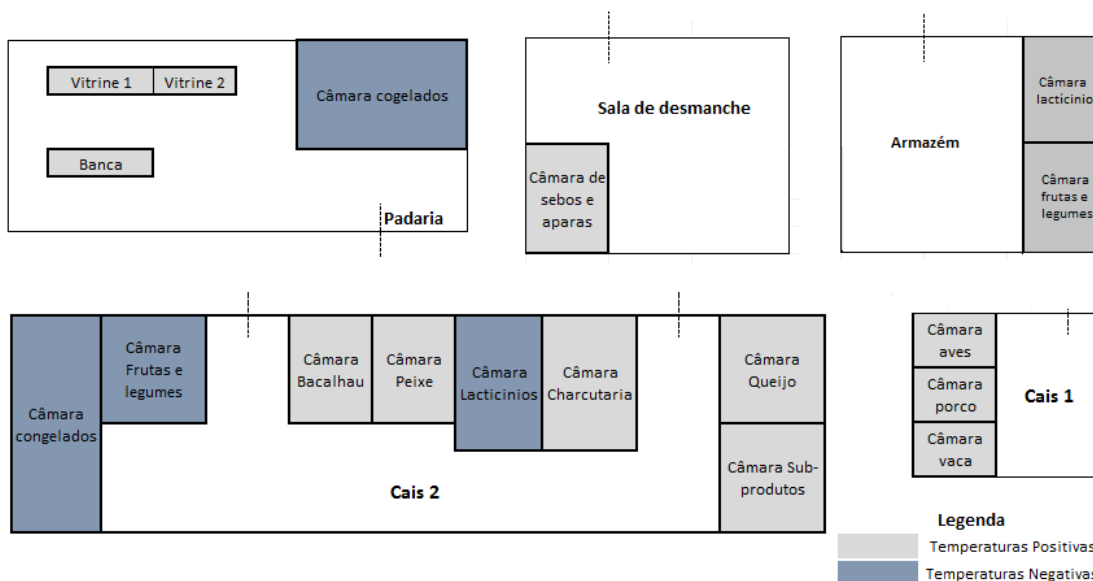 Vitrine 1
Vitrine 2
Câmara cogelados
Banca
Padaria
Sala de desmanche
Câmara de
sebos e
aparas
Armazém
Câmara
lacticinio
Câmara
frutas e
legumes
Câmara
congelados
Câmara
Frutas e
legumes
Câmara
Bacalhau
Câmara
Peixe
Câmara
Lacticinios
Câmara
Charcutaria
Câmara
Queijo
Câmara Sub-
produtos
Cais 2
Câmara
aves
Câmara
porco
Câmara
vaca
Cais 1
Legenda
Temperaturas Positivas
Temperaturas Negativas